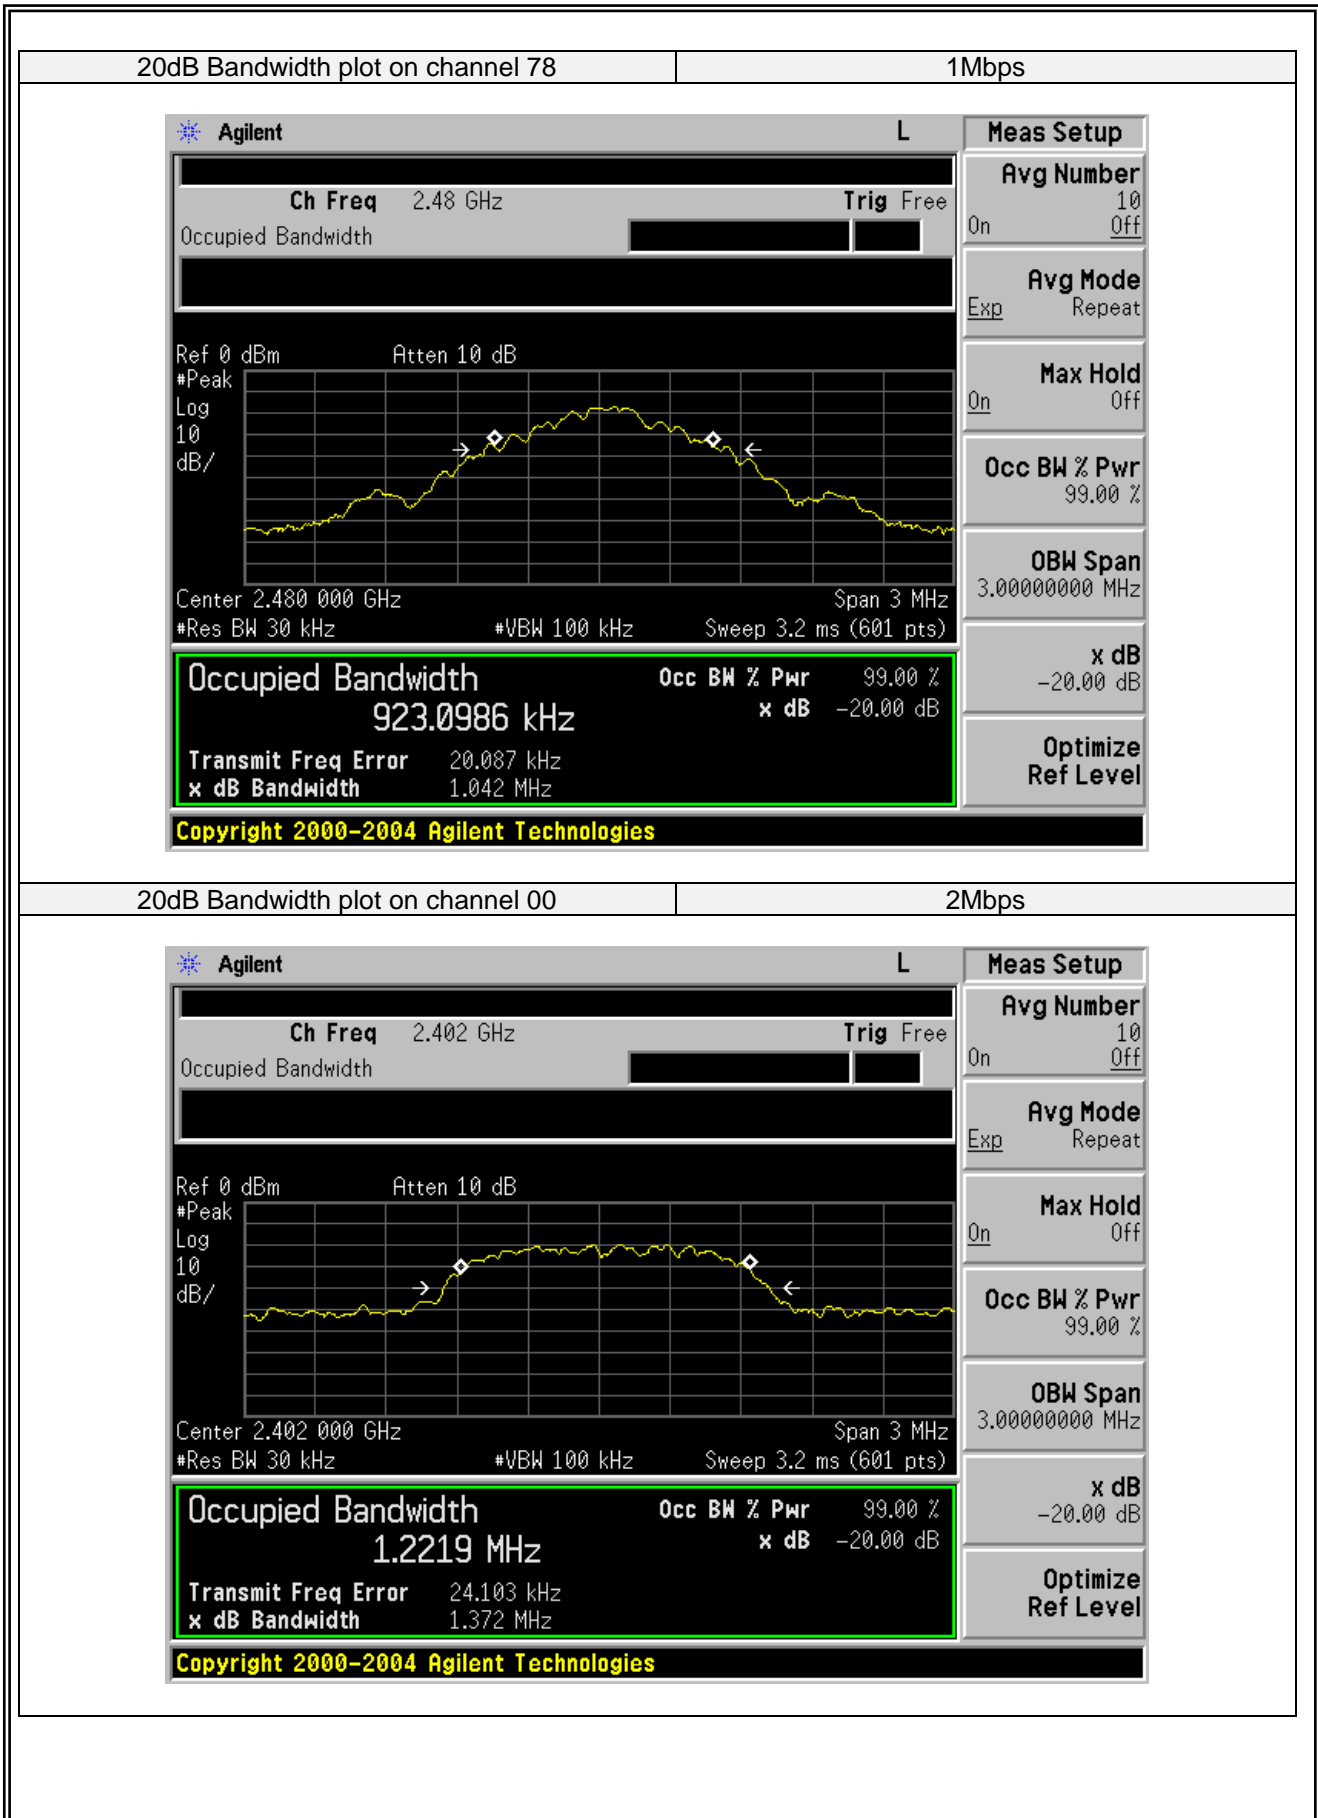 20dB Bandwidth plot on channel 78 1Mbps
Agilent L Meas Setup
Ch Freq 2.48 GHz Trig Free
Occupied Bandwidth
Avg Number
10
On Off
Avg Mode
Exp Repeat
Ref 0 dBm Atten 10 dB
#Peak
Log
10
dB/
Max Hold
On Off
Occ BW % Pwr
99.00 %
OBW Span
3.00000000 MHz
Center 2.480 000 GHz Span 3 MHz
#Res BW 30 kHz #VBW 100 kHz Sweep 3.2 ms (601 pts)
Occupied Bandwidth Occ BW % Pwr 99.00 %
923.0986 kHz x dB -20.00 dB
Transmit Freq Error 20.087 kHz
x dB Bandwidth 1.042 MHz
x dB
-20.00 dB
Optimize
Ref Level
Copyright 2000-2004 Agilent Technologies
20dB Bandwidth plot on channel 00 2Mbps
Agilent L Meas Setup
Ch Freq 2.402 GHz Trig Free
Occupied Bandwidth
Avg Number
10
On Off
Avg Mode
Exp Repeat
Ref 0 dBm Atten 10 dB
#Peak
Log
10
dB/
Max Hold
On Off
Occ BW % Pwr
99.00 %
OBW Span
3.00000000 MHz
Center 2.402 000 GHz Span 3 MHz
#Res BW 30 kHz #VBW 100 kHz Sweep 3.2 ms (601 pts)
Occupied Bandwidth Occ BW % Pwr 99.00 %
1.2219 MHz x dB -20.00 dB
Transmit Freq Error 24.103 kHz
x dB Bandwidth 1.372 MHz
x dB
-20.00 dB
Optimize
Ref Level
Copyright 2000-2004 Agilent Technologies